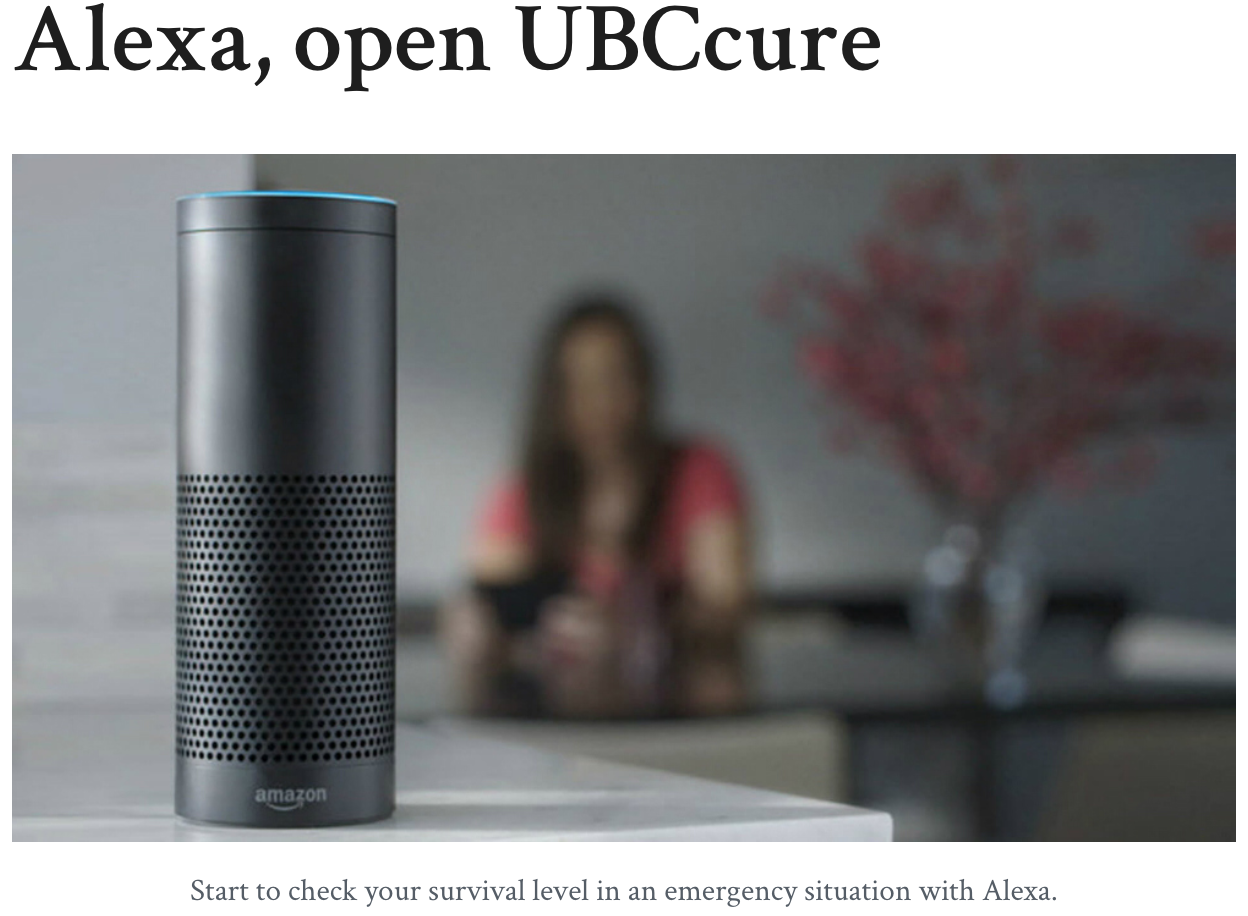 Alexa, open UBCcure
amazon
Start to check your survival level in an emergency situation with Alexa.